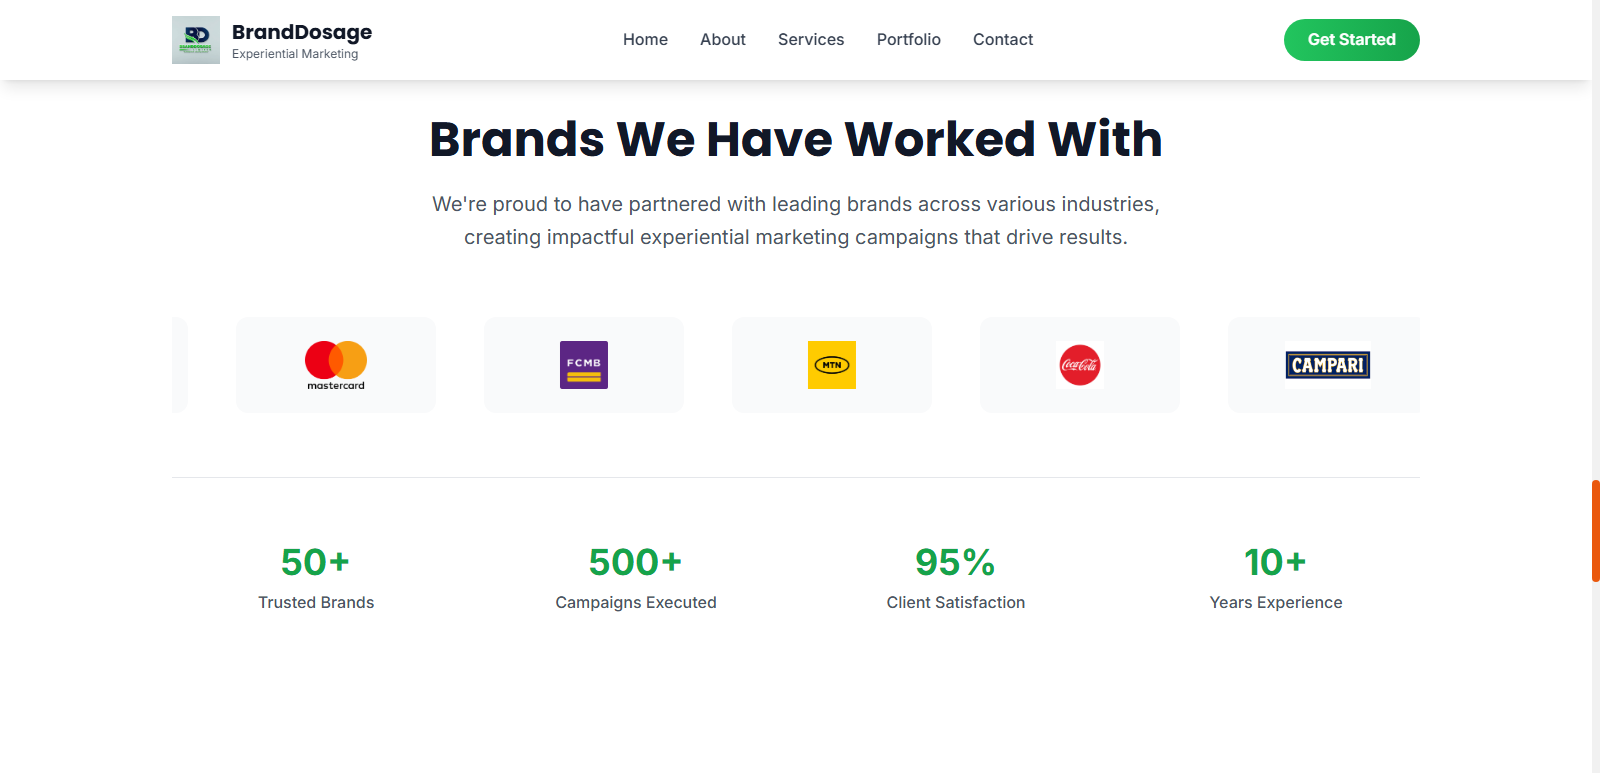 BrandDosage
Experiential Marketing
Home
About
Services
Portfolio
Contact
Get Started
Brands We Have Worked With
We're proud to have partnered with leading brands across various industries,
creating impactful experiential marketing campaigns that drive results.
mastercard
FCMB
MTN
Coca-Cola
CAMPARI
50+
Trusted Brands
500+
Campaigns Executed
95%
Client Satisfaction
10+
Years Experience